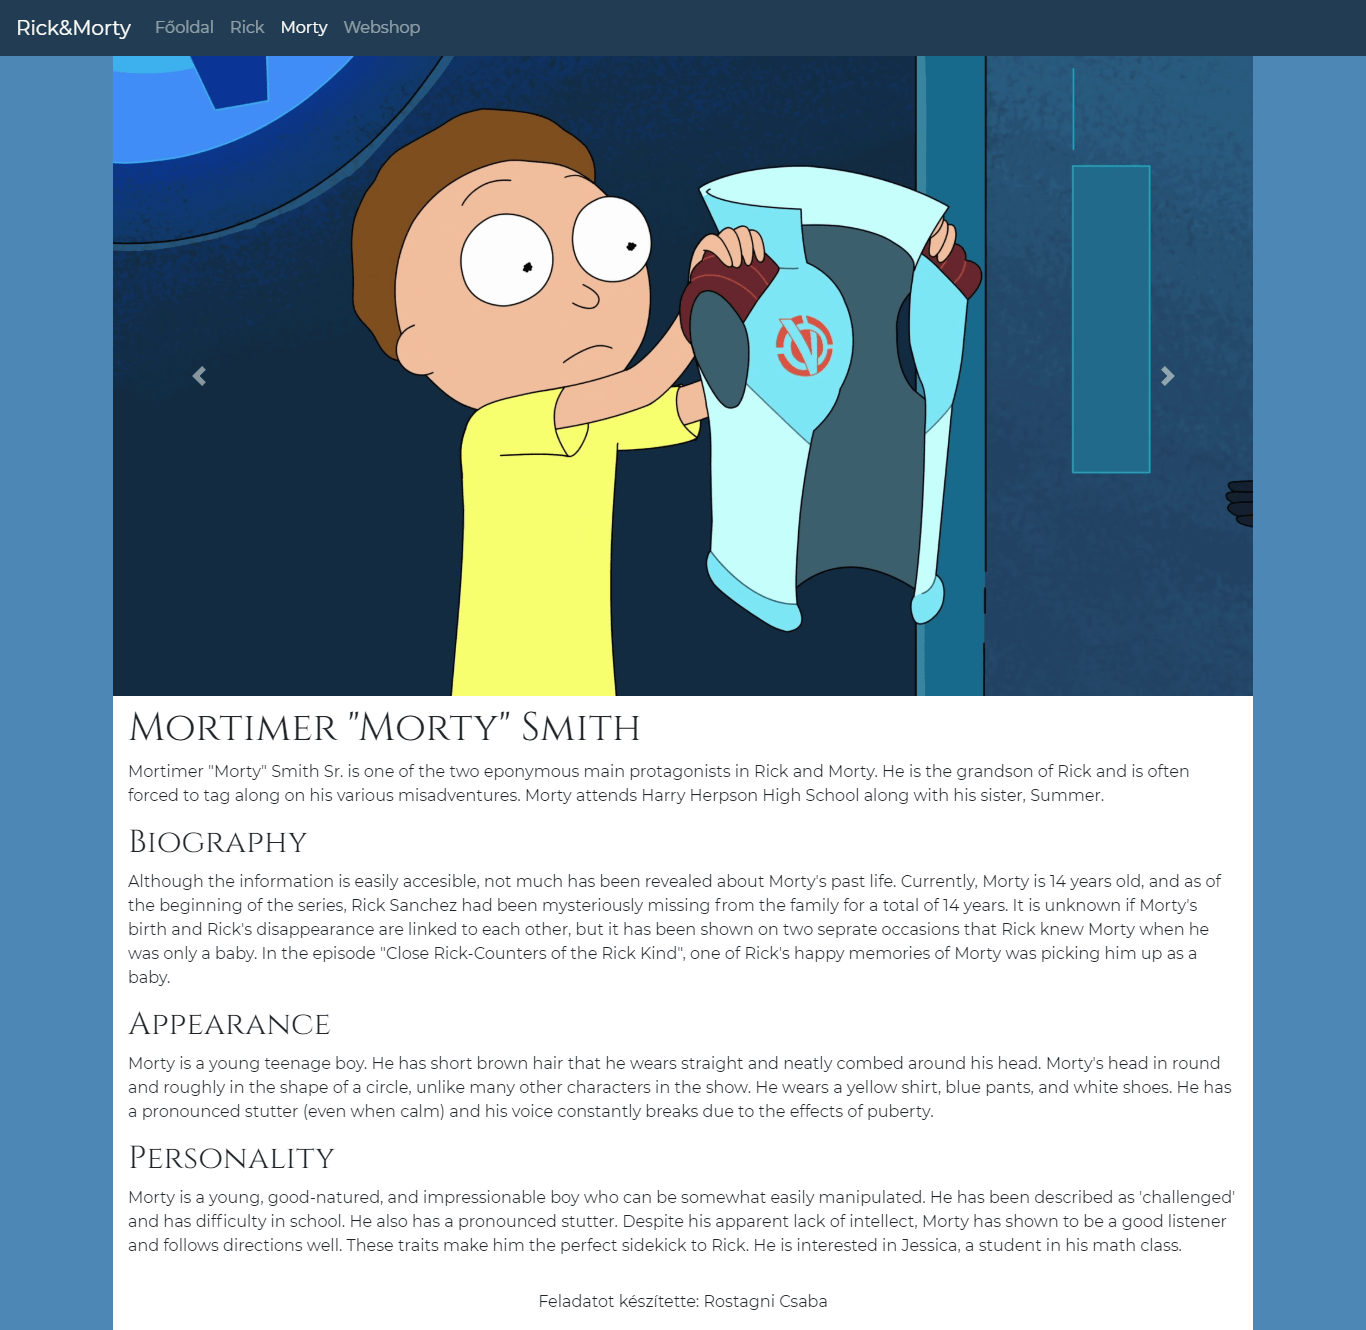 Rick&Morty Főoldal Rick Morty Webshop
Mortimer "Morty" Smith
Mortimer "Morty" Smith Sr. is one of the two eponymous main protagonists in Rick and Morty. He is the grandson of Rick and is often
forced to tag along on his various misadventures. Morty attends Harry Herpson High School along with his sister, Summer.
Biography
Although the information is easily accesible, not much has been revealed about Morty's past life. Currently, Morty is 14 years old, and as of
the beginning of the series, Rick Sanchez had been mysteriously missing from the family for a total of 14 years. It is unknown if Morty's
birth and Rick's disappearance are linked to each other, but it has been shown on two seprate occasions that Rick knew Morty when he
was only a baby. In the episode "Close Rick-Counters of the Rick Kind", one of Rick's happy memories of Morty was picking him up as a
baby.
Appearance
Morty is a young teenage boy. He has short brown hair that he wears straight and neatly combed around his head. Morty's head in round
and roughly in the shape of a circle, unlike many other characters in the show. He wears a yellow shirt, blue pants, and white shoes. He has
a pronounced stutter (even when calm) and his voice constantly breaks due to the effects of puberty.
Personality
Morty is a young, good-natured, and impressionable boy who can be somewhat easily manipulated. He has been described as 'challenged'
and has difficulty in school. He also has a pronounced stutter. Despite his apparent lack of intellect, Morty has shown to be a good listener
and follows directions well. These traits make him the perfect sidekick to Rick. He is interested in Jessica, a student in his math class.
Feladatot készítette: Rostagni Csaba